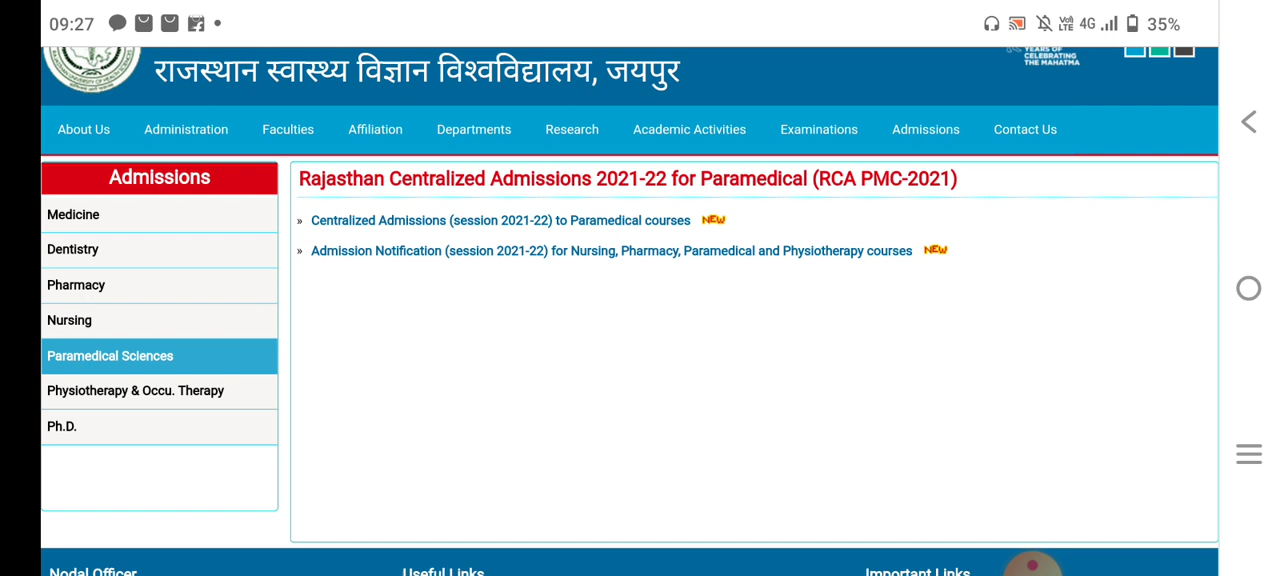 09:27
4G 35%
राजस्थान स्वास्थ्य विज्ञान विश्वविद्यालय, जयपुर
YEARS OF
CELEBRATING
THE MAHATMA
About Us Administration Faculties Affiliation Departments Research Academic Activities Examinations Admissions Contact Us
Admissions
Medicine
Dentistry
Pharmacy
Nursing
Paramedical Sciences
Physiotherapy & Occu. Therapy
Ph.D.
Rajasthan Centralized Admissions 2021-22 for Paramedical (RCA PMC-2021)
» Centralized Admissions (session 2021-22) to Paramedical courses NEW
» Admission Notification (session 2021-22) for Nursing, Pharmacy, Paramedical and Physiotherapy courses NEW
Nodal Officer Useful Links Important Links